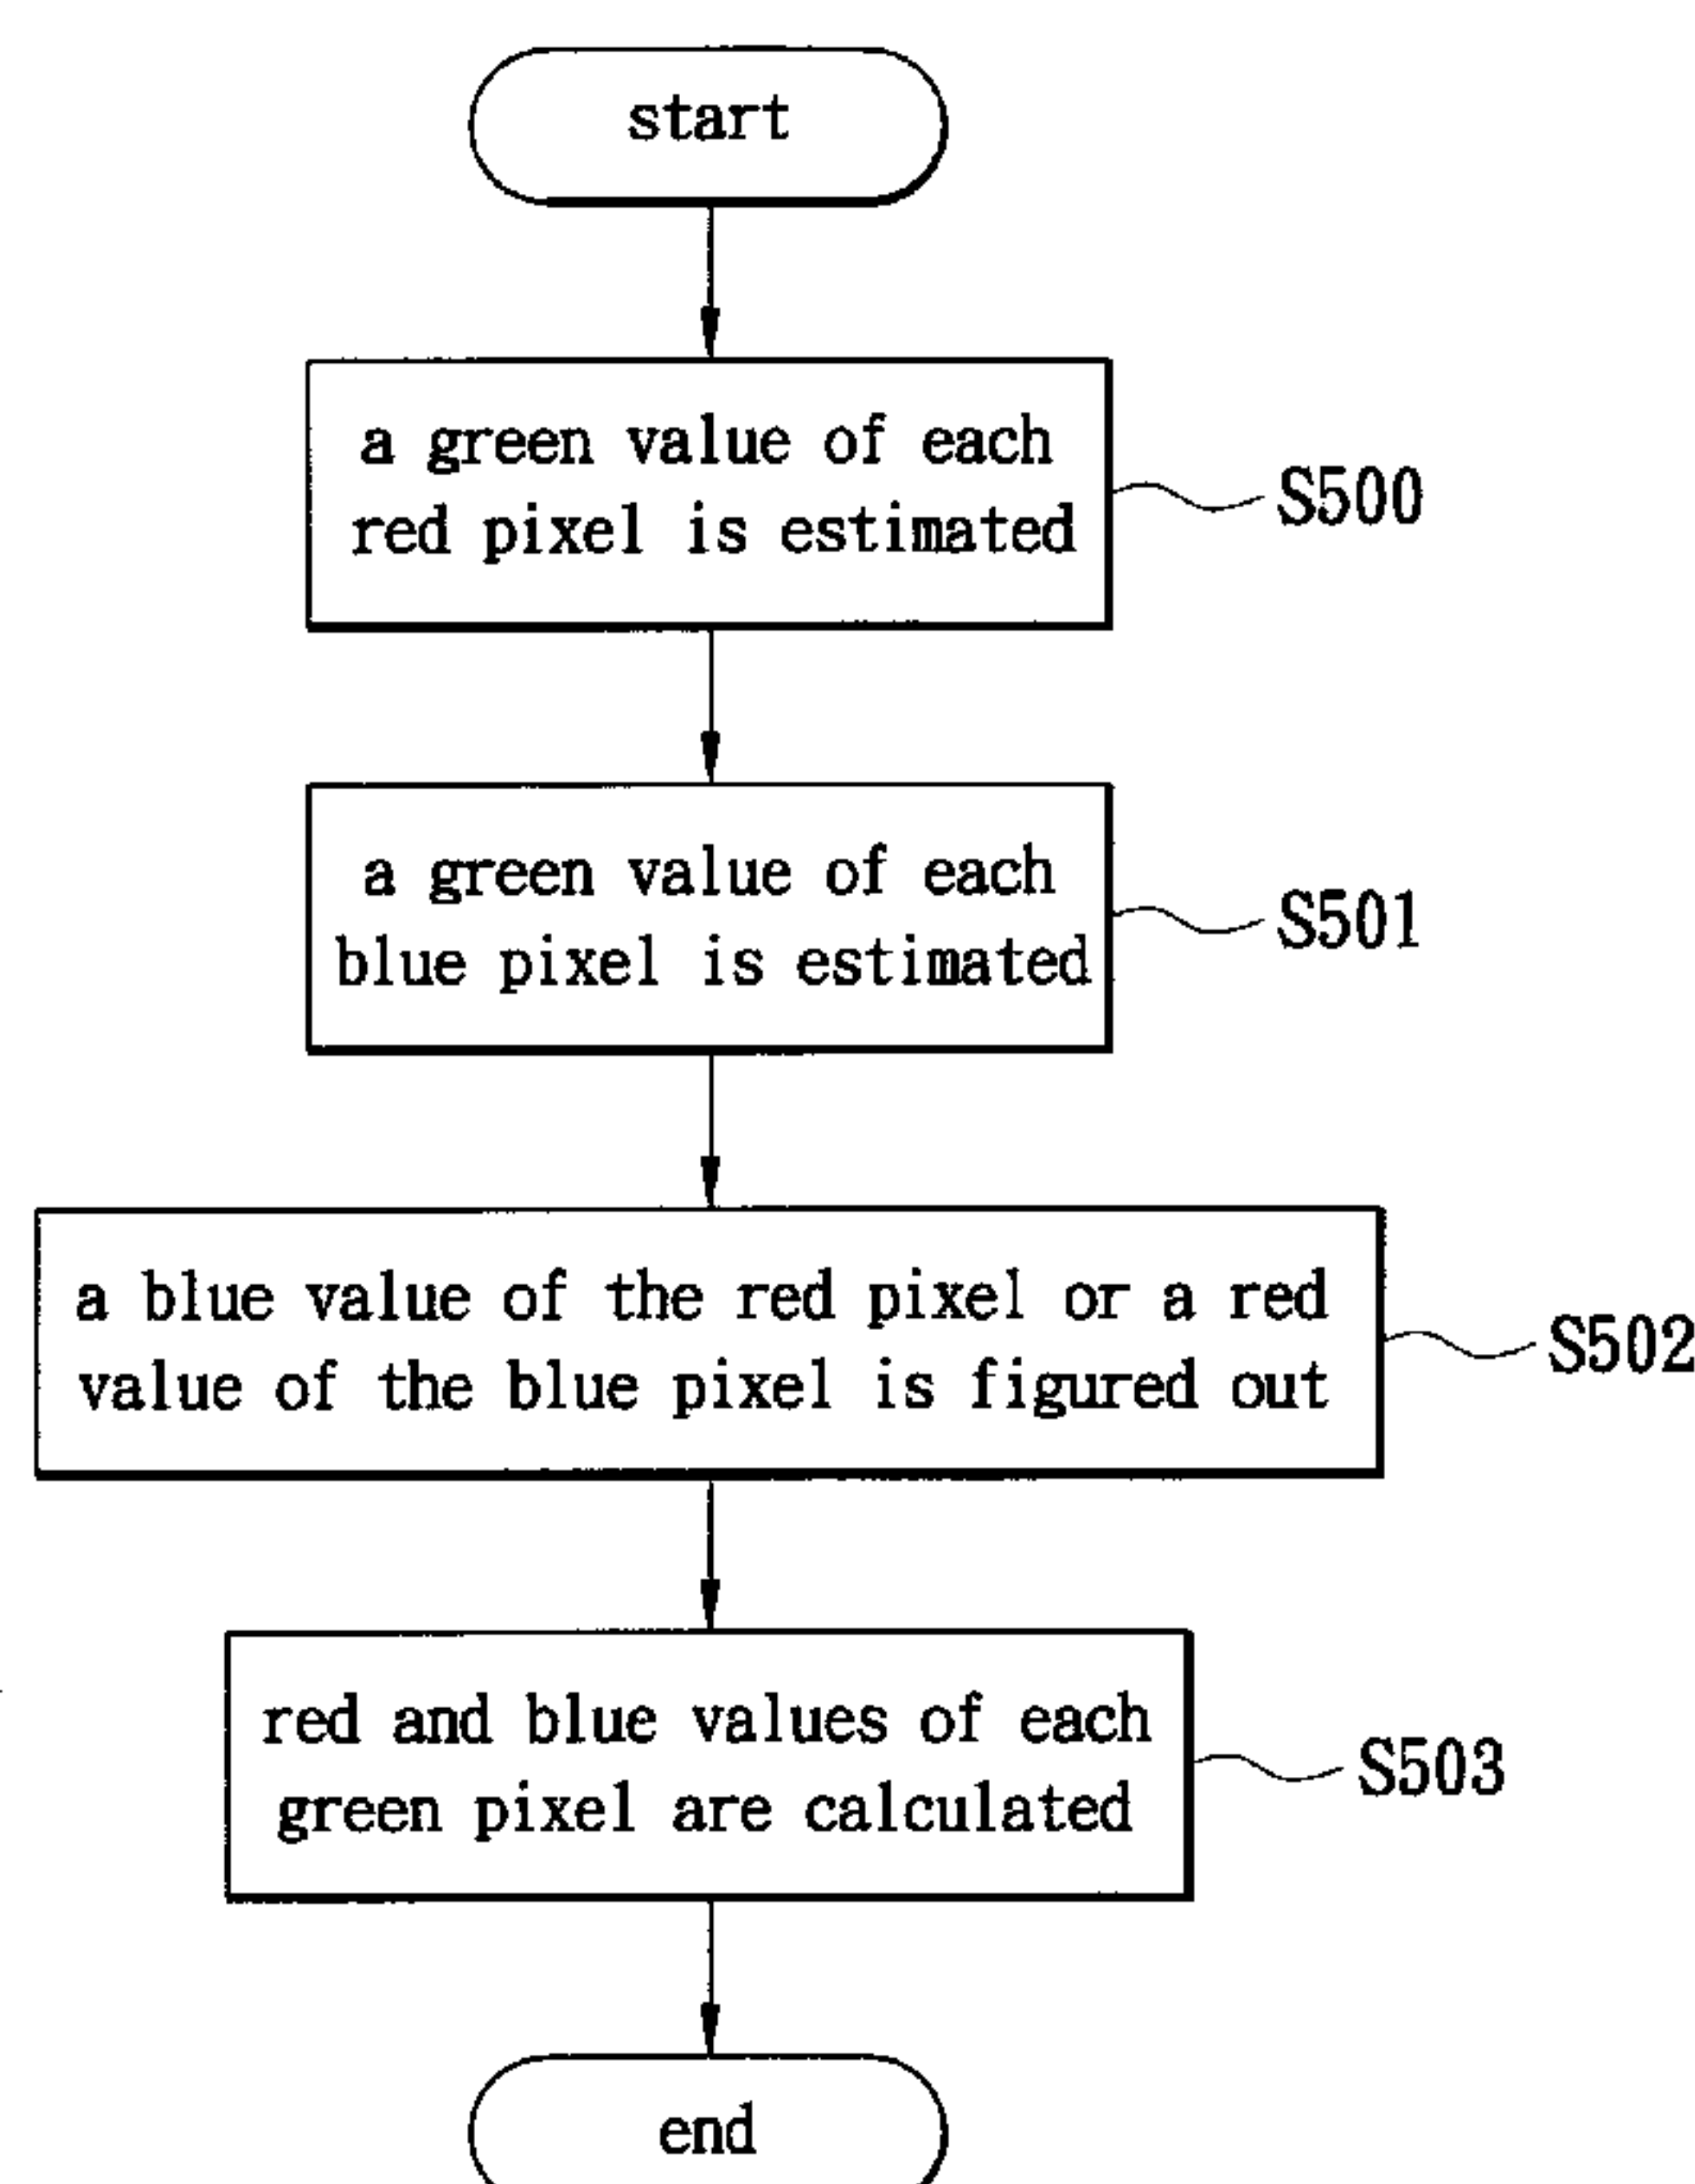 start
a green value of each
red pixel is estimated
S500
a green value of each
blue pixel is estimated
S501
a blue value of the red pixel or a red
value of the blue pixel is figured out
S502
red and blue values of each
green pixel are calculated
S503
end